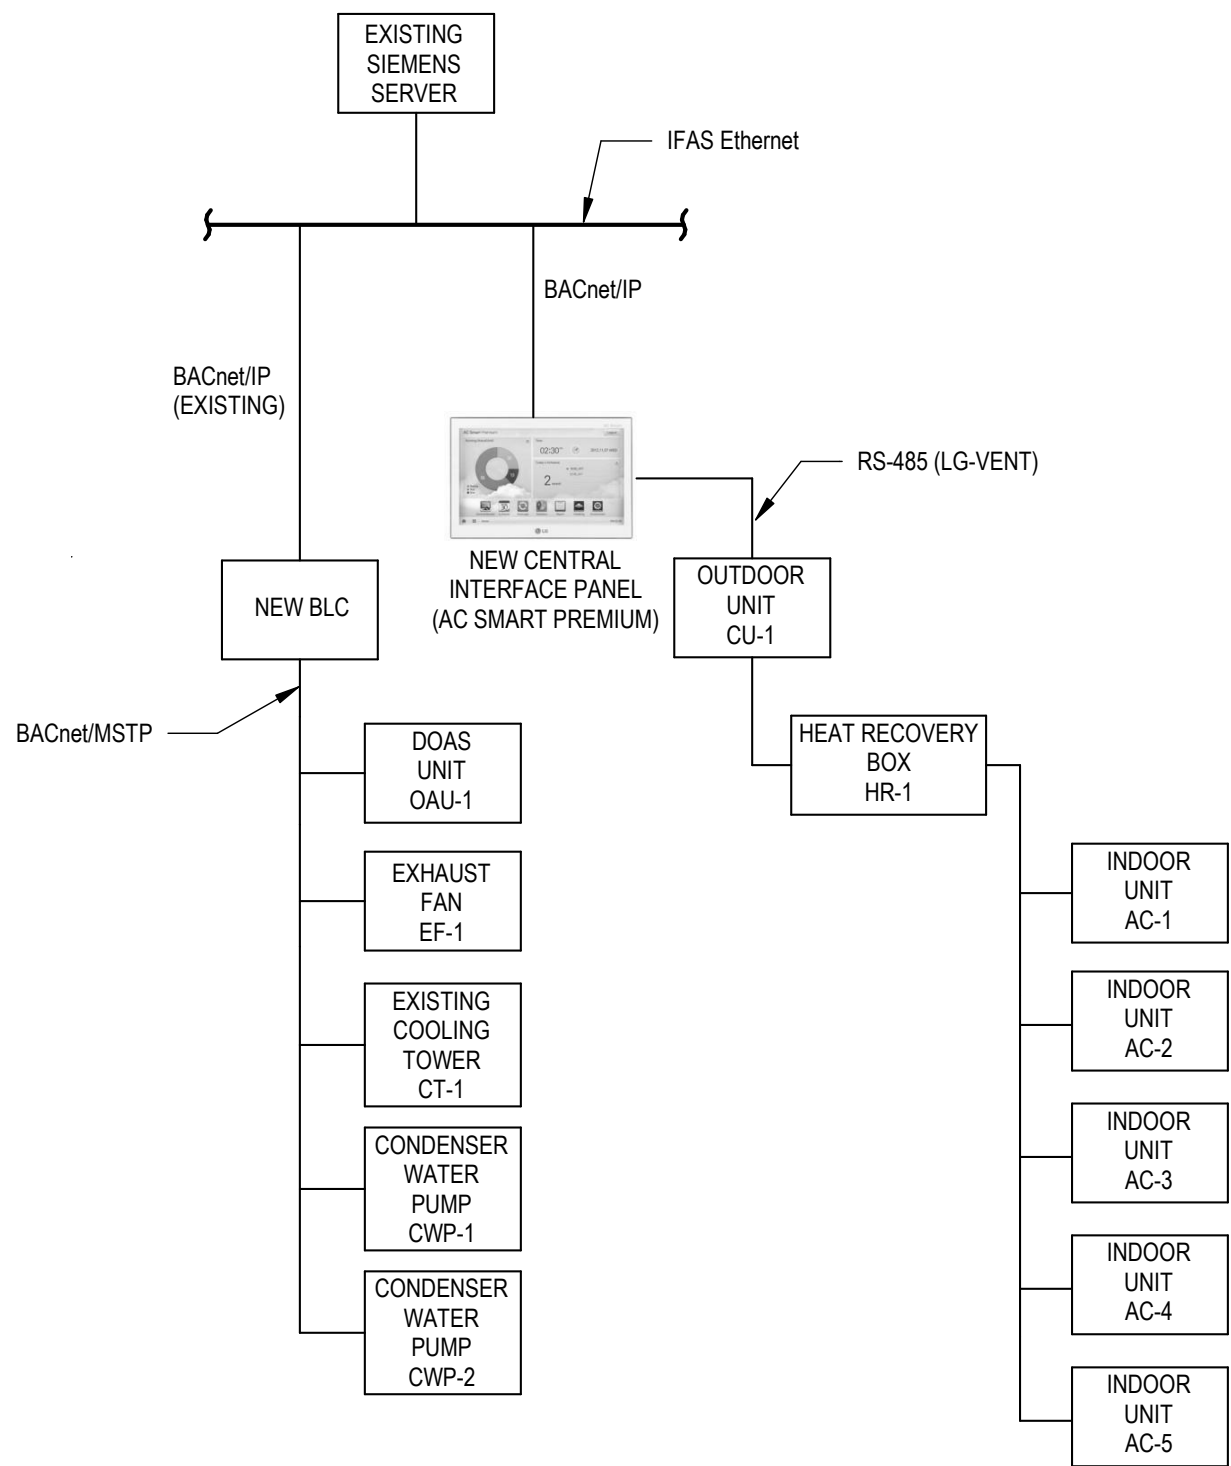 EXISTING
SIEMENS
SERVER
IFAS Ethernet
BACnet/IP
BACnet/IP
(EXISTING)
02:30
2
LG
RS-485 (LG-VENT)
NEW CENTRAL
INTERFACE PANEL
(AC SMART PREMIUM)
OUTDOOR
UNIT
CU-1
NEW BLC
BACnet/MSTP
HEAT RECOVERY
BOX
HR-1
DOAS
UNIT
OAU-1
EXHAUST
FAN
EF-1
EXISTING
COOLING
TOWER
CT-1
CONDENSER
WATER
PUMP
CWP-1
CONDENSER
WATER
PUMP
CWP-2
INDOOR
UNIT
AC-1
INDOOR
UNIT
AC-2
INDOOR
UNIT
AC-3
INDOOR
UNIT
AC-4
INDOOR
UNIT
AC-5